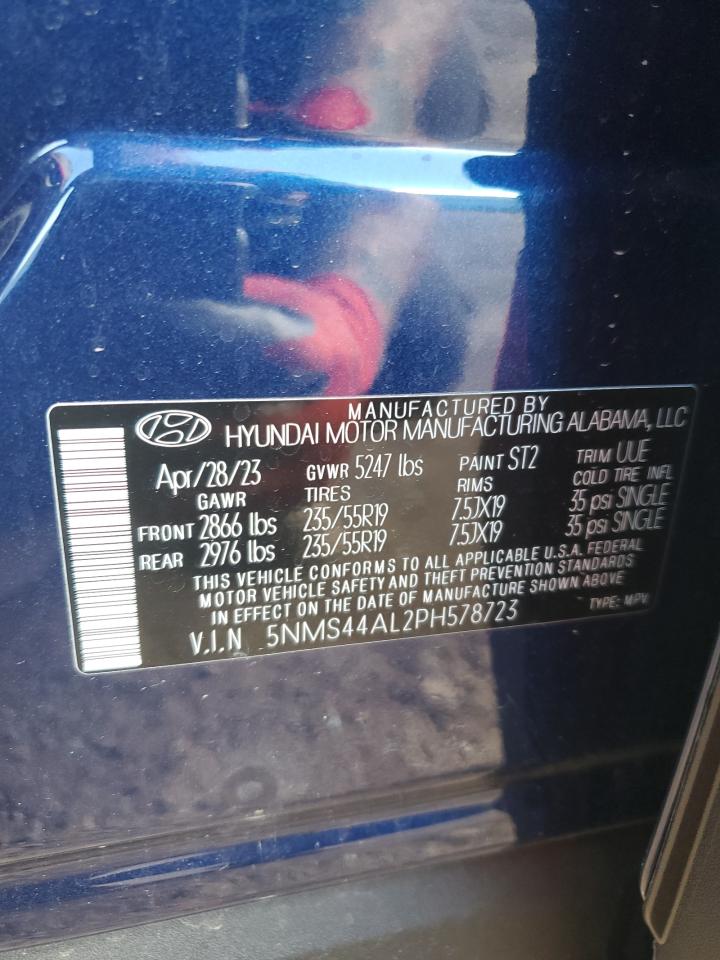 MANUFACTURED BY
HYUNDAI MOTOR MANUFACTURING ALABAMA, LLC
Apr/28/23 GVWR 5247 lbs PAINT ST2 TRIM UUE
GAWR TIRES RIMS COLD TIRE INFL
FRONT 2866 lbs 235/55R19 7.5JX19 35 psi SINGLE
REAR 2976 lbs 235/55R19 7.5JX19 35 psi SINGLE
THIS VEHICLE CONFORMS TO ALL APPLICABLE U.S.A. FEDERAL
MOTOR VEHICLE SAFETY AND THEFT PREVENTION STANDARDS
IN EFFECT ON THE DATE OF MANUFACTURE SHOWN ABOVE
V.I.N 5NMS44AL2PH578723 TYPE: MPV